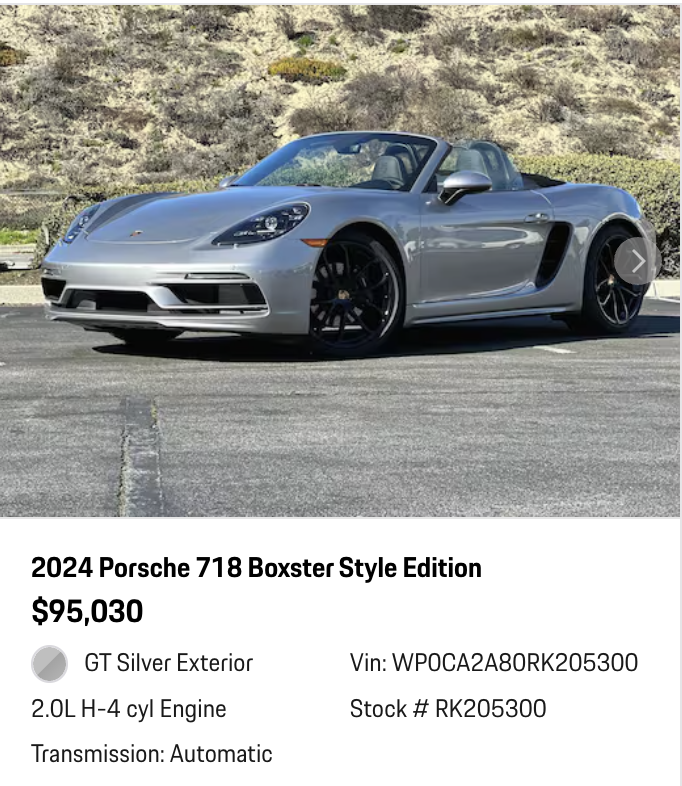 2024 Porsche 718 Boxster Style Edition
$95,030
GT Silver Exterior
Vin: WP0CA2A80RK205300
2.0L H-4 cyl Engine
Stock # RK205300
Transmission: Automatic